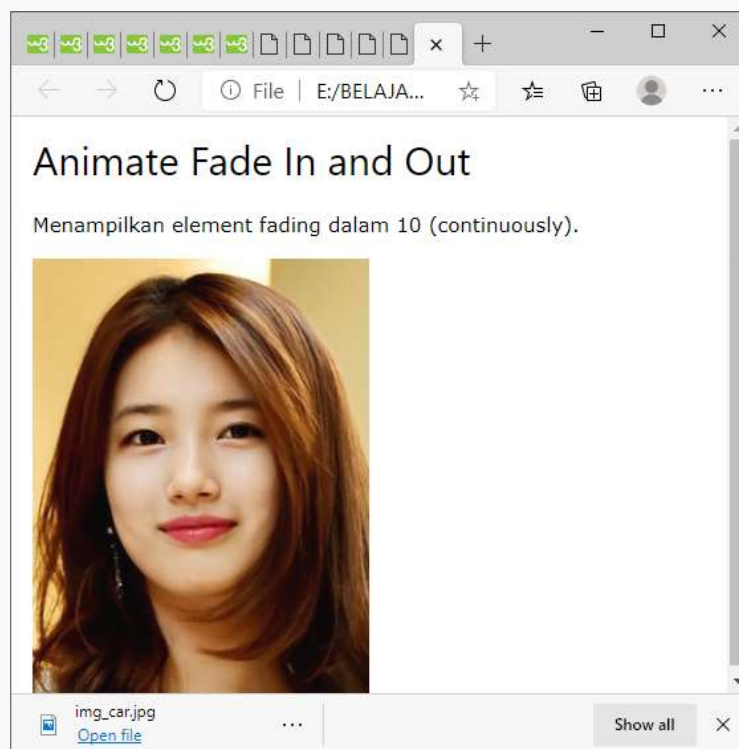 File | E:/BELAJA...
Animate Fade In and Out
Menampilkan element fading dalam 10 (continuously).
img_car.jpg
Open file
Show all